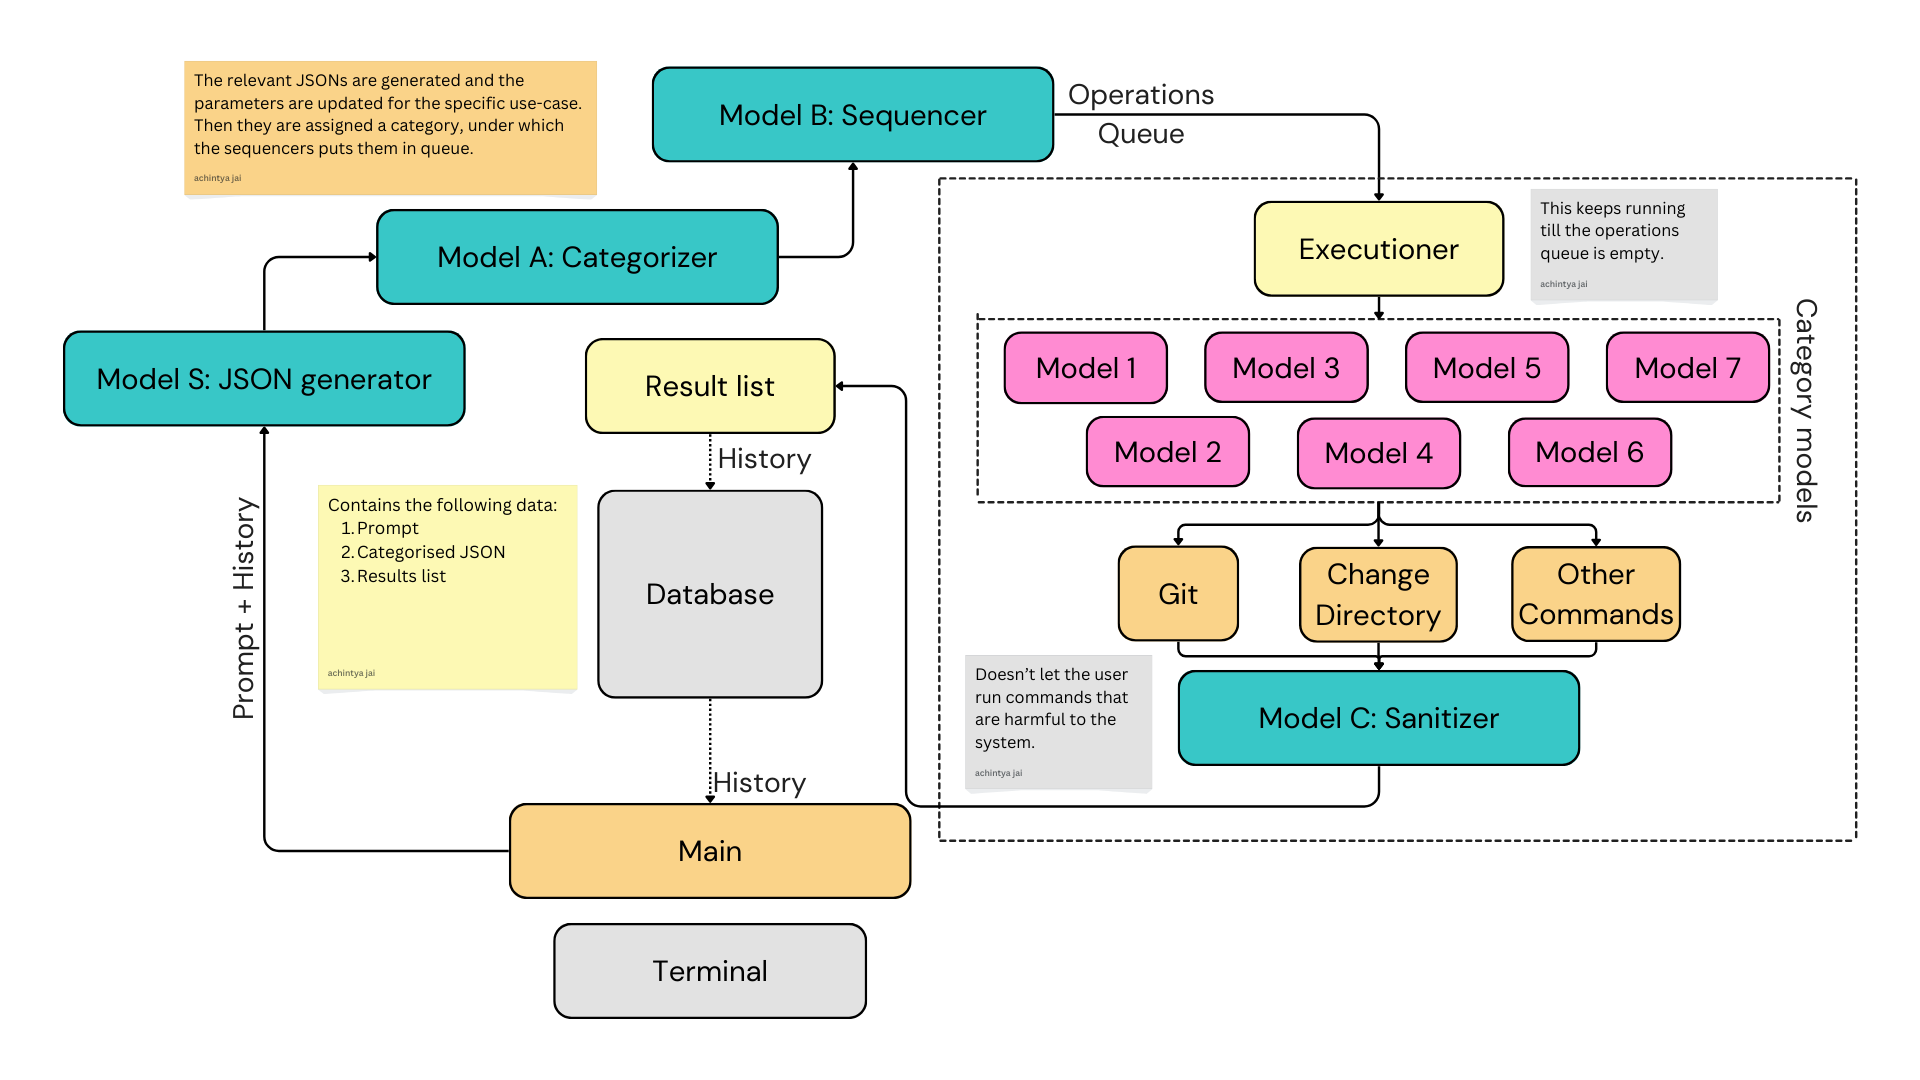 The relevant JSONs are generated and the
parameters are updated for the specific use-case.
Then they are assigned a category, under which
the sequencers puts them in queue.
achintya jai
Model B: Sequencer
Operations
Queue
Model A: Categorizer
Executioner
This keeps running
till the operations
queue is empty.
achintya jai
Model S: JSON generator
Result list
Model 1
Model 3
Model 5
Model 7
Model 2
Model 4
Model 6
Category models
History
Contains the following data:
1. Prompt
2. Categorised JSON
3. Results list
achintya jai
Prompt + History
Database
Git
Change
Directory
Other
Commands
Doesn’t let the user
run commands that
are harmful to the
system.
achintya jai
Model C: Sanitizer
History
Main
Terminal